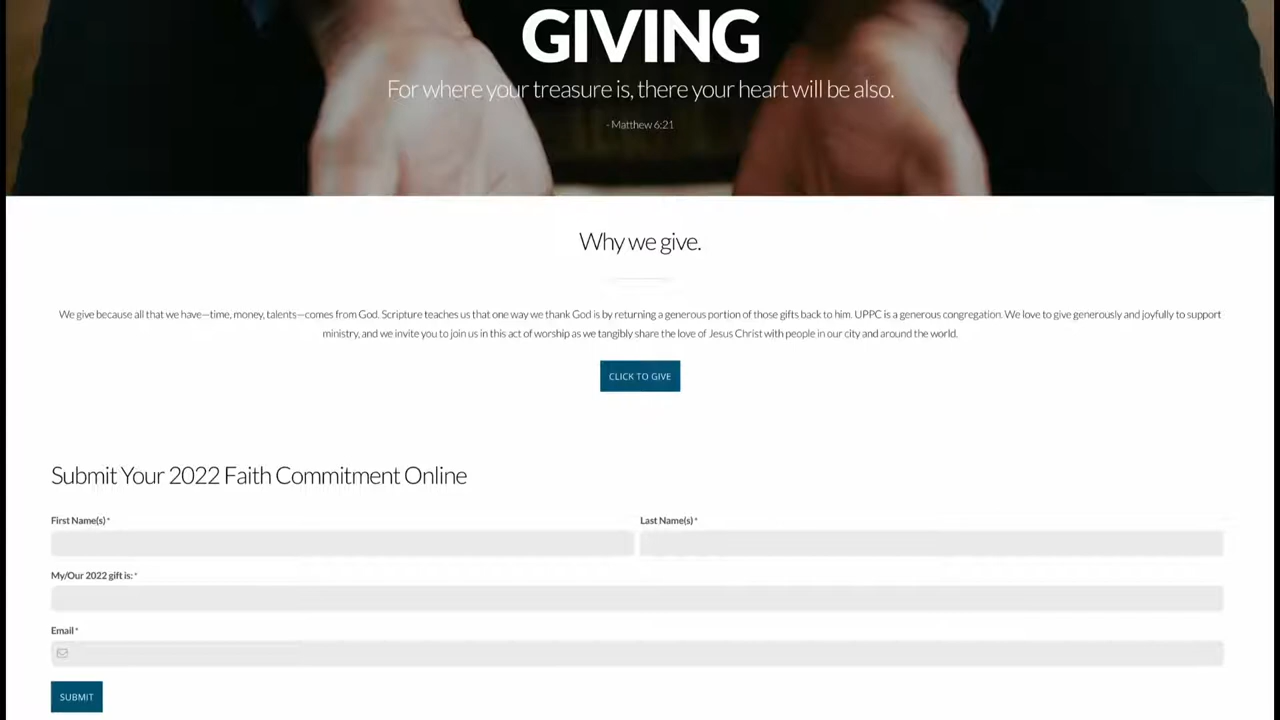 GIVING
For where your treasure is, there your heart will be also.
- Matthew 6:21
Why we give.
We give because all that we have—time, money, talents—comes from God. Scripture teaches us that one way we thank God is by returning a generous portion of those gifts back to him. UPPC is a generous congregation. We love to give generously and joyfully to support
ministry, and we invite you to join us in this act of worship as we tangibly share the love of Jesus Christ with people in our city and around the world.
CLICK TO GIVE
Submit Your 2022 Faith Commitment Online
First Name(s) * Last Name(s) *
My/Our 2022 gift is: *
Email *
SUBMIT